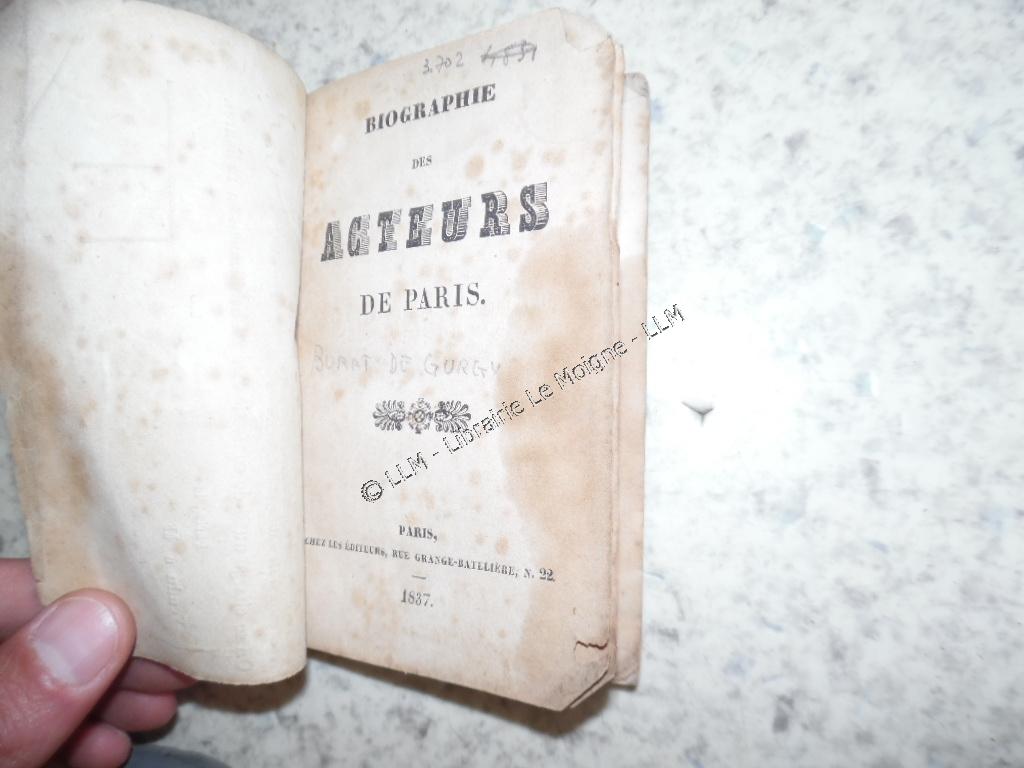 3.702
BIOGRAPHIE
DES
ACTEURS
DE PARIS.
BURAT DE GURGY
© LLM - Librairie Le Moigne - LLM
PARIS,
CHEZ LES ÉDITEURS, RUE GRANGE-BATELIÈRE, N. 22
1837.